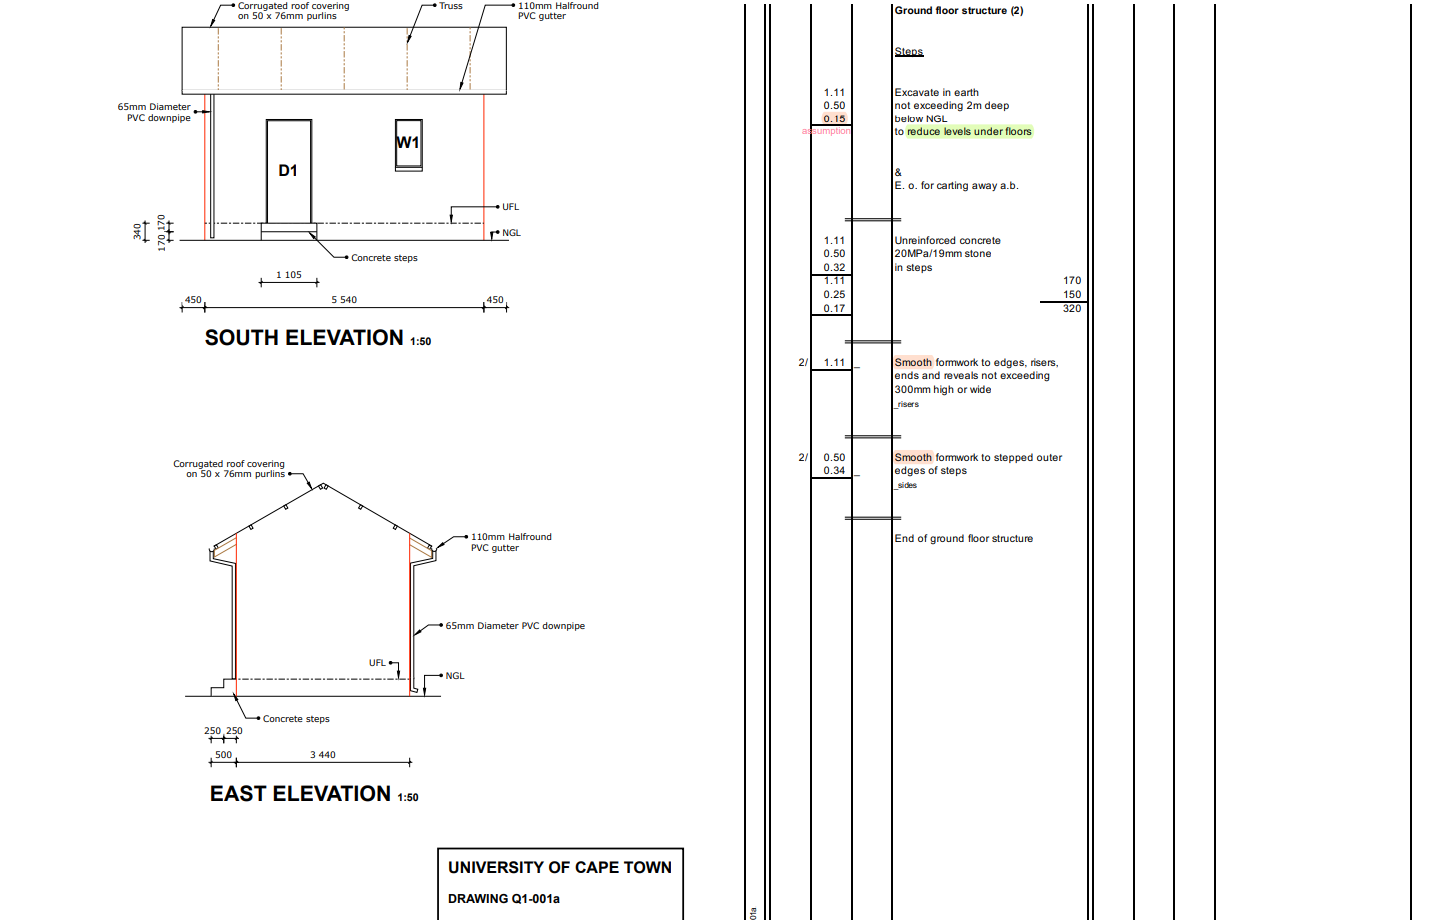 Corrugated roof covering
on 50 x 76mm purlins
Truss
110mm Halfround
PVC gutter
65mm Diameter
PVC downpipe
D1
W1
UFL
NGL
340
170
170
Concrete steps
1 105
450
5 540
450
SOUTH ELEVATION 1:50
Corrugated roof covering
on 50 x 76mm purlins
110mm Halfround
PVC gutter
65mm Diameter PVC downpipe
UFL
NGL
Concrete steps
250 250
500
3 440
EAST ELEVATION 1:50
UNIVERSITY OF CAPE TOWN
DRAWING Q1-001a
Ground floor structure (2)
Steps
1.11 Excavate in earth
0.50 not exceeding 2m deep
0.15 below NGL
assumption to reduce levels under floors
&
E. o. for carting away a.b.
1.11 Unreinforced concrete
0.50 20MPa/19mm stone
0.32 in steps
1.11 170
0.25 150
0.17 320
2/ 1.11 _ Smooth formwork to edges, risers,
ends and reveals not exceeding
300mm high or wide
_risers
2/ 0.50 Smooth formwork to stepped outer
0.34 _ edges of steps
_sides
End of ground floor structure
01a